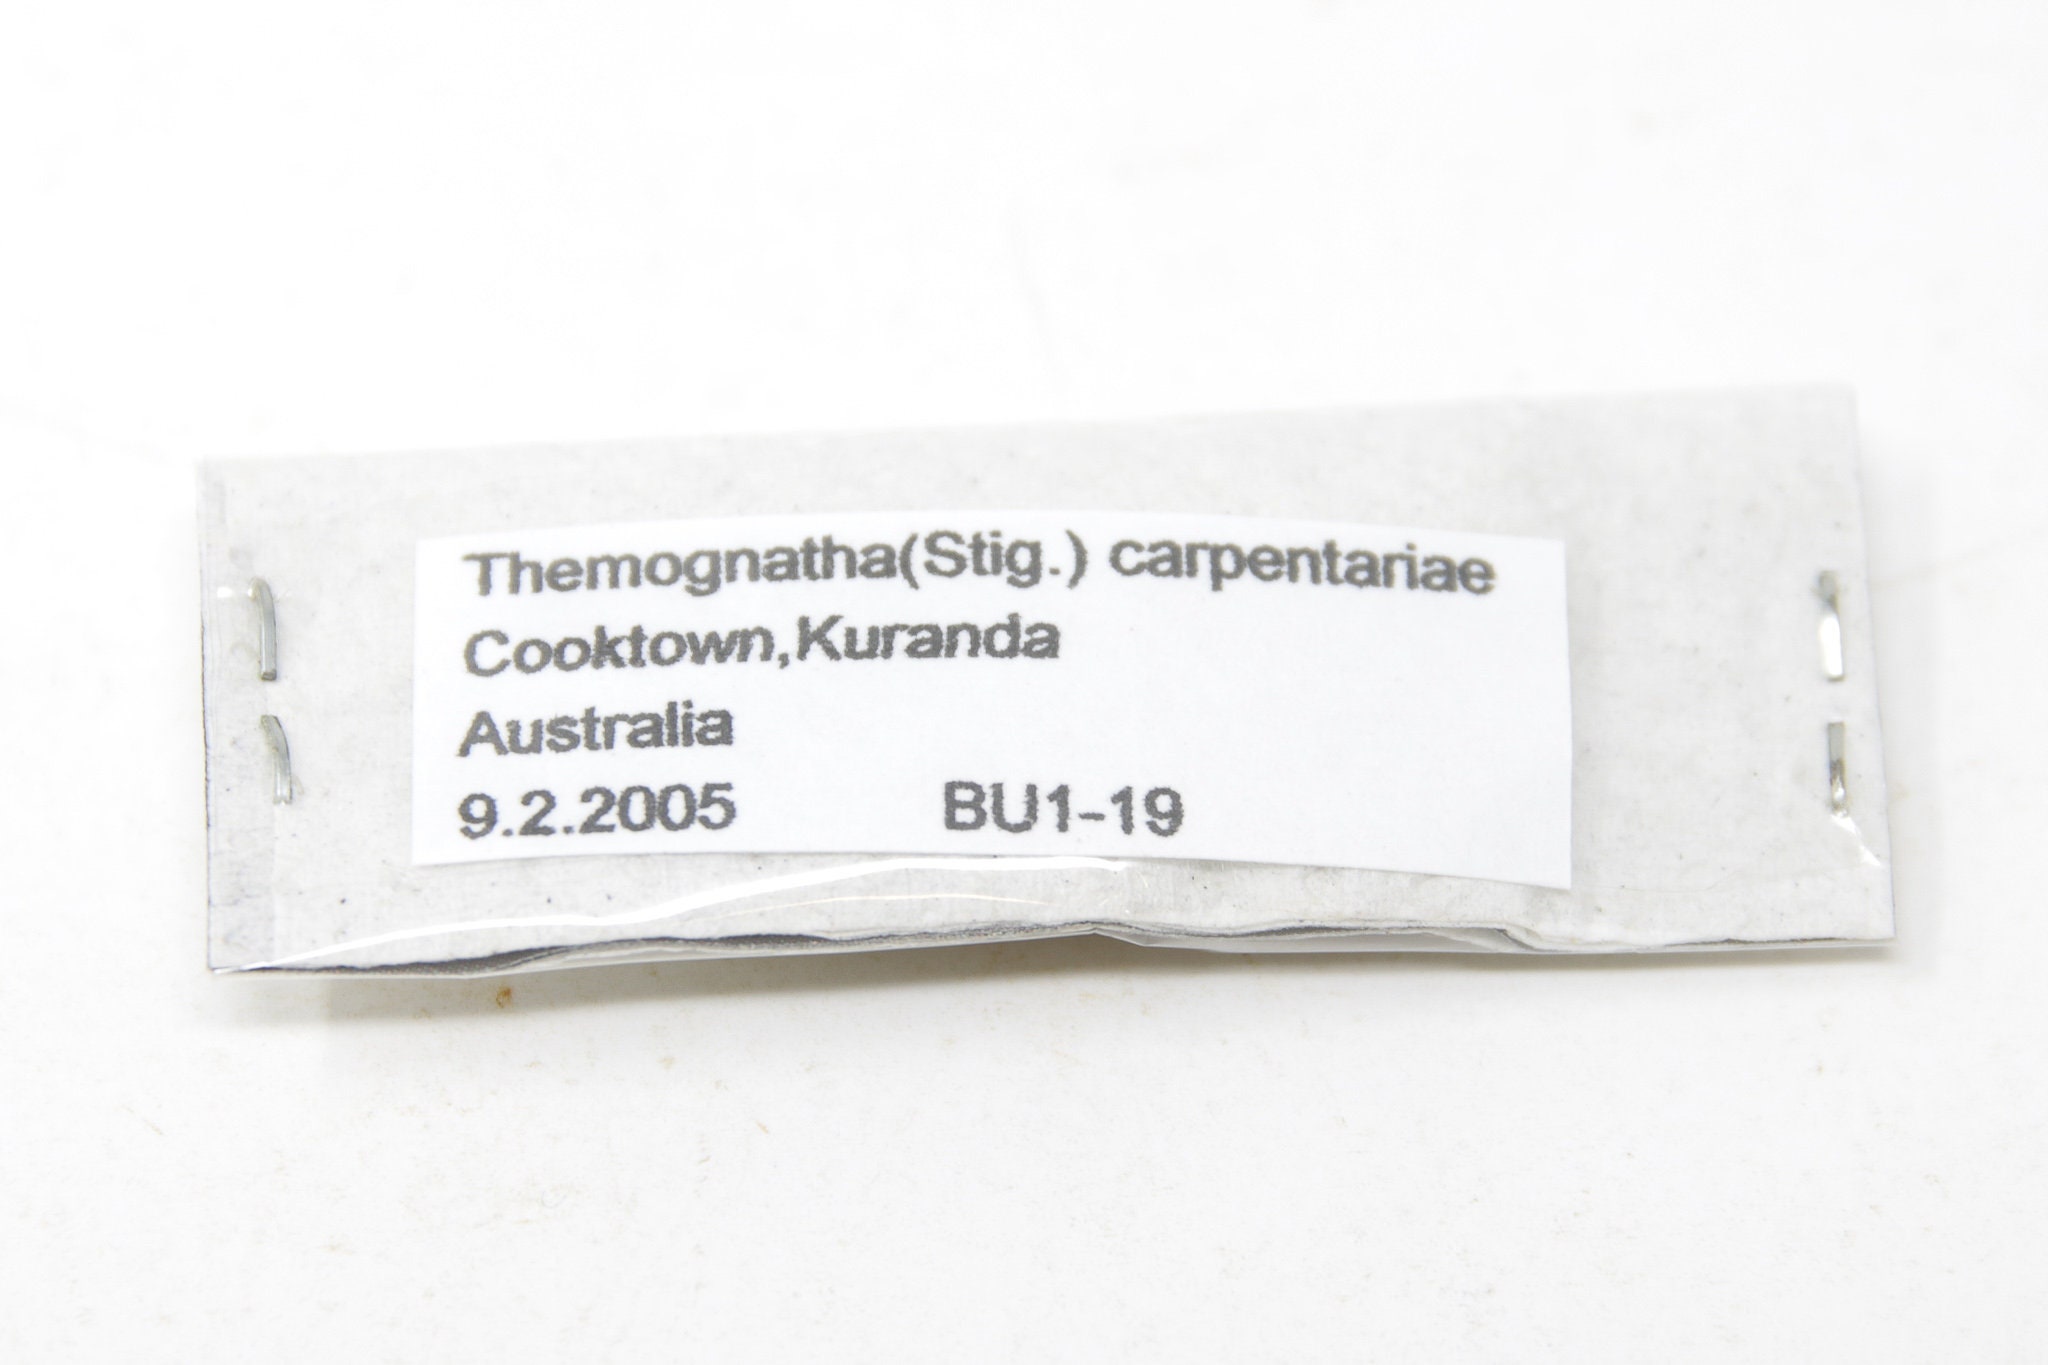 Themognatha(Stig.) carpentariae
Cooktown,Kuranda
Australia
9.2.2005 BU1-19